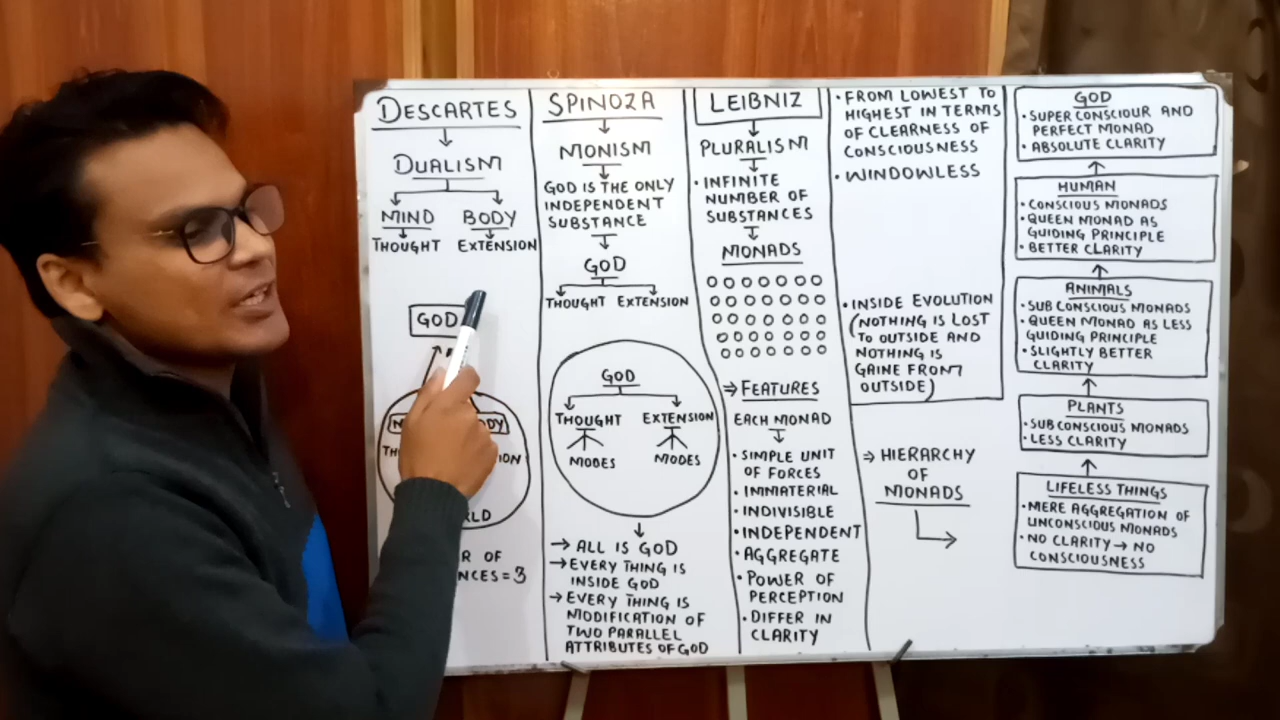 DESCARTES
DUALISM
MIND BODY
THOUGHT EXTENSION
GOD
R OF
NCES=3
SPINOZA
MONISM
GOD IS THE ONLY
INDEPENDENT
SUBSTANCE
GOD
THOUGHT EXTENSION
GOD
THOUGHT EXTENSION
MODES MODES
→ ALL IS GOD
→ EVERY THING IS
INSIDE GOD
→ EVERY THING IS
MODIFICATION OF
TWO PARALLEL
ATTRIBUTES OF GOD
LEIBNIZ
PLURALISM
• INFINITE
NUMBER OF
SUBSTANCES
MONADS
⇒ FEATURES
EACH MONAD
• SIMPLE UNIT
OF FORCES
• IMMATERIAL
• INDIVISIBLE
• INDEPENDENT
• AGGREGATE
• POWER OF
PERCEPTION
• DIFFER IN
CLARITY
• FROM LOWEST TO
HIGHEST IN TERMS
OF CLEARNESS OF
CONSCIOUSNESS
• WINDOWLESS
• INSIDE EVOLUTION
(NOTHING IS LOST
TO OUTSIDE AND
NOTHING IS
GAINE FROM
OUTSIDE)
⇒ HIERARCHY
OF
MONADS
GOD
• SUPER CONSCIOUR AND
PERFECT MONAD
• ABSOLUTE CLARITY
HUMAN
• CONSCIOUS MONADS
• QUEEN MONAD AS
GUIDING PRINCIPLE
• BETTER CLARITY
ANIMALS
• SUB CONSCIOUS MONADS
• QUEEN MONAD AS LESS
GUIDING PRINCIPLE
• SLIGHTLY BETTER
CLARITY
PLANTS
• SUB CONSCIOUS MONADS
• LESS CLARITY
LIFELESS THINGS
• MERE AGGREGATION OF
UNCONSCIOUS MONADS
• NO CLARITY → NO
CONSCIOUSNESS